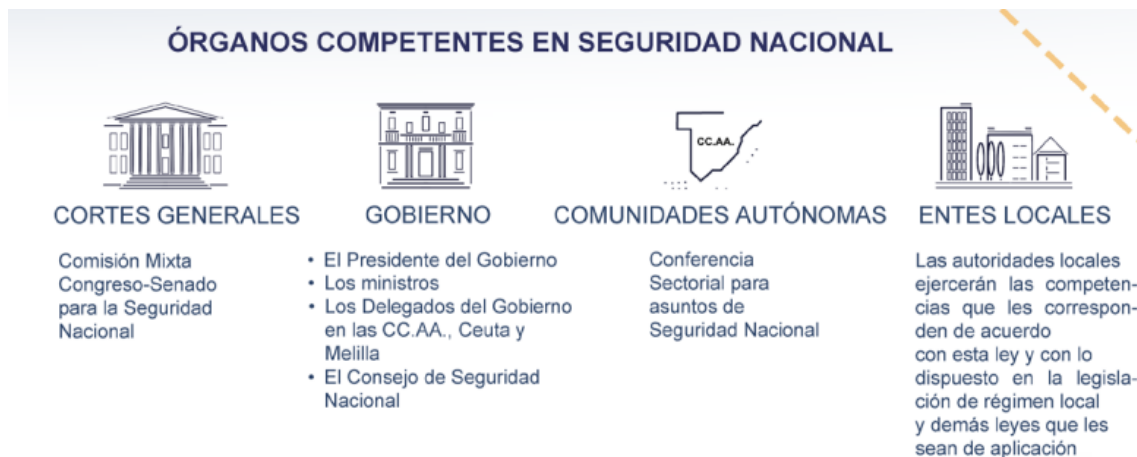 ÓRGANOS COMPETENTES EN SEGURIDAD NACIONAL
CORTES GENERALES
Comisión Mixta
Congreso-Senado
para la Seguridad
Nacional
GOBIERNO
• El Presidente del Gobierno
• Los ministros
• Los Delegados del Gobierno
en las CC.AA., Ceuta y
Melilla
• El Consejo de Seguridad
Nacional
CC.AA.
COMUNIDADES AUTÓNOMAS
Conferencia
Sectorial para
asuntos de
Seguridad Nacional
ENTES LOCALES
Las autoridades locales
ejercerán las competen-
cias que les correspon-
den de acuerdo
con esta ley y con lo
dispuesto en la legisla-
ción de régimen local
y demás leyes que les
sean de aplicación